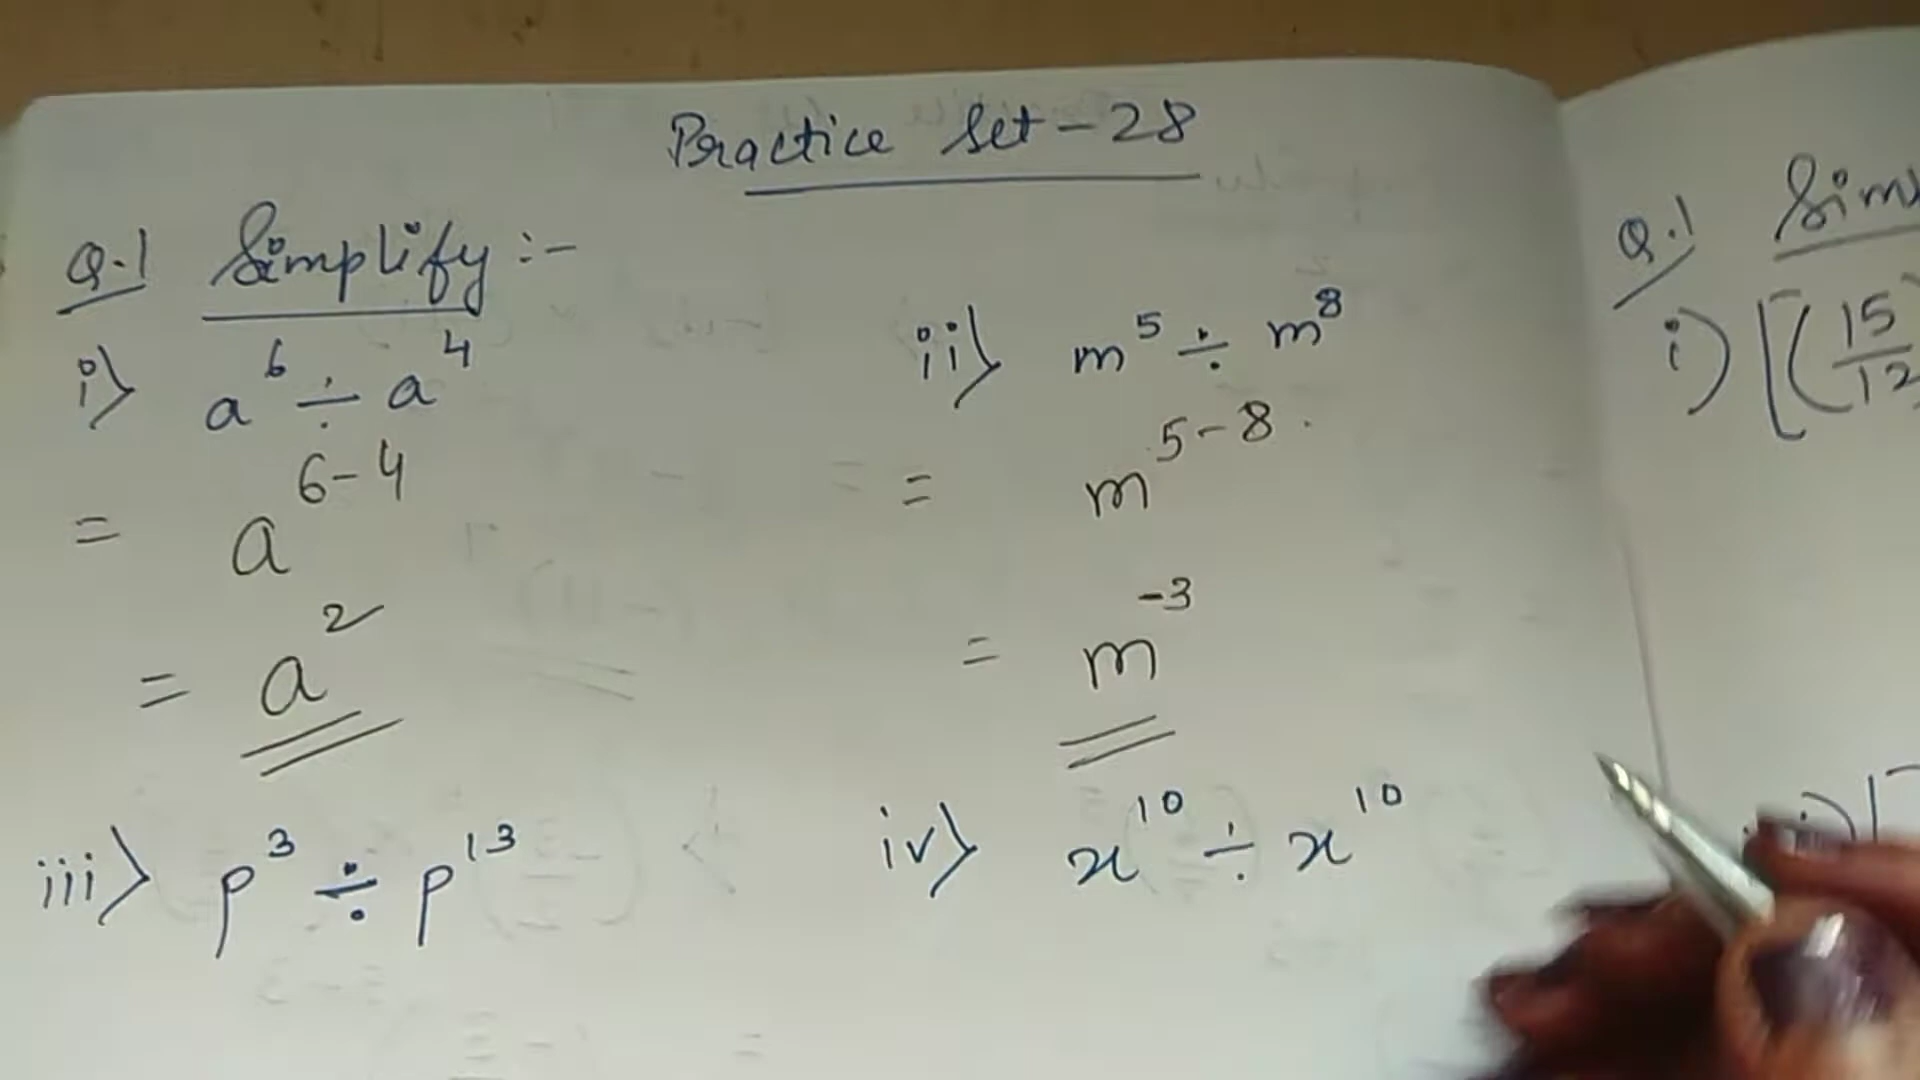 Practice Set - 28
Q.1 Simplify :-
i) a⁶ ÷ a⁴
= a⁶⁻⁴
= a²
ii) m⁵ ÷ m⁸
= m⁵⁻⁸
= m⁻³
iii) p³ ÷ p¹³
iv) x¹⁰ ÷ x¹⁰
Q.1 Sim
i) [(15/12